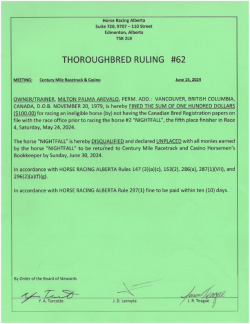 Horse Racing Alberta
Suite 720, 9707 – 110 Street
Edmonton, Alberta
T5K 2L9
THOROUGHBRED RULING #62
MEETING: Century Mile Racetrack & Casino June 13, 2024
OWNER/TRAINER, MILTON PALMA AREVALO, PERM. ADD.: VANCOUVER, BRITISH COLUMBIA,
CANADA, D.O.B. NOVEMBER 20, 1979, is hereby FINED THE SUM OF ONE HUNDRED DOLLARS
($100.00) for racing an ineligible horse (by) not having the Canadian Bred Registration papers on
file with the race office prior to racing the horse #2 "NIGHTFALL", the fifth place finisher in Race
4, Saturday, May 26, 2024.
The horse "NIGHTFALL" is hereby DISQUALIFIED and declared UNPLACED with all monies earned
by the horse "NIGHTFALL" to be returned to Century Mile Racetrack and Casino Horsemen's
Bookkeeper by Sunday, June 30, 2024.
In accordance with HORSE RACING ALBERTA Rules 147 (3)(a)(c), 153(2), 286(a), 287(1)(VI), and
In accordance with HORSE RACING ALBERTA Rule 297(1) fine to be paid within ten (10) days.
By Order of the Board of Stewards.
F. A. Turcotte J. D. Lemoyre J. R. Teague